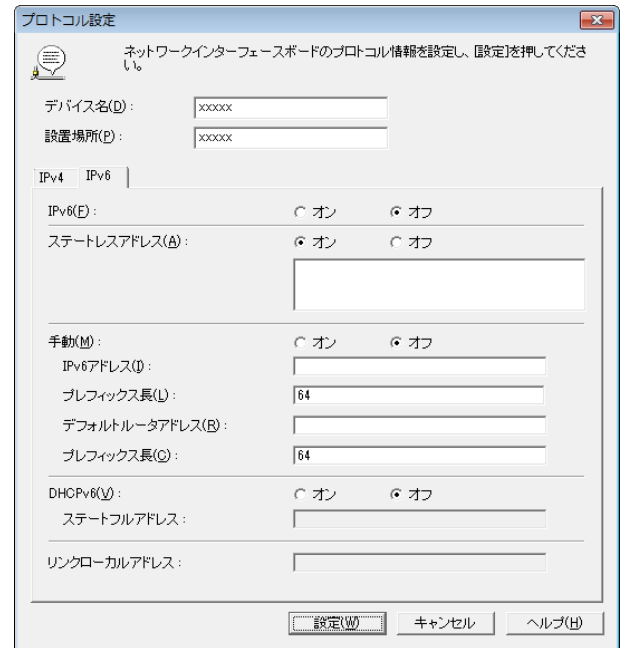 プロトコル設定
ネットワークインターフェースボードのプロトコル情報を設定し、[設定]を押してくださ
い。
デバイス名(D)： xxxxx
設置場所(P)： xxxxx
IPv4 IPv6
IPv6(F)： オン オフ
ステートレスアドレス(A)： オン オフ
手動(M)： オン オフ
IPv6アドレス(I)：
プレフィックス長(L)： 64
デフォルトルータアドレス(R)：
プレフィックス長(C)： 64
DHCPv6(V)： オン オフ
ステートフルアドレス：
リンクローカルアドレス：
設定(W) キャンセル ヘルプ(H)